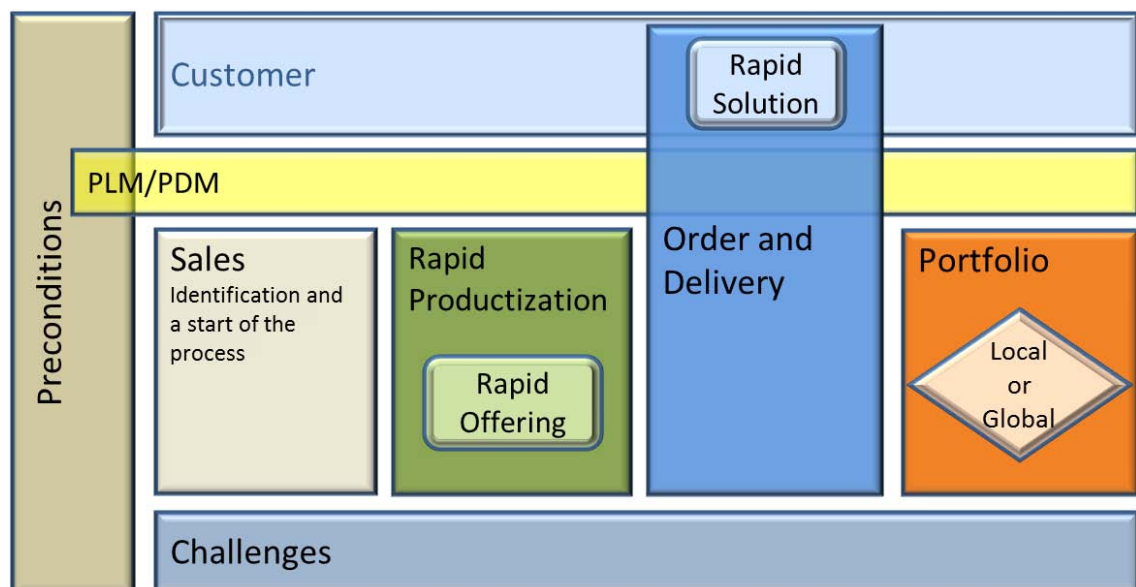 Preconditions
Customer
Rapid
Solution
PLM/PDM
Sales
Identification and
a start of the
process
Rapid
Productization
Rapid
Offering
Order and
Delivery
Portfolio
Local
or
Global
Challenges